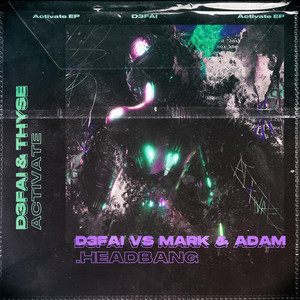 Activate EP
D3FAI
Activate EP
D3FAI & THYSE
ACTIVATE
D3FAI VS MARK & ADAM
.HEADBANG